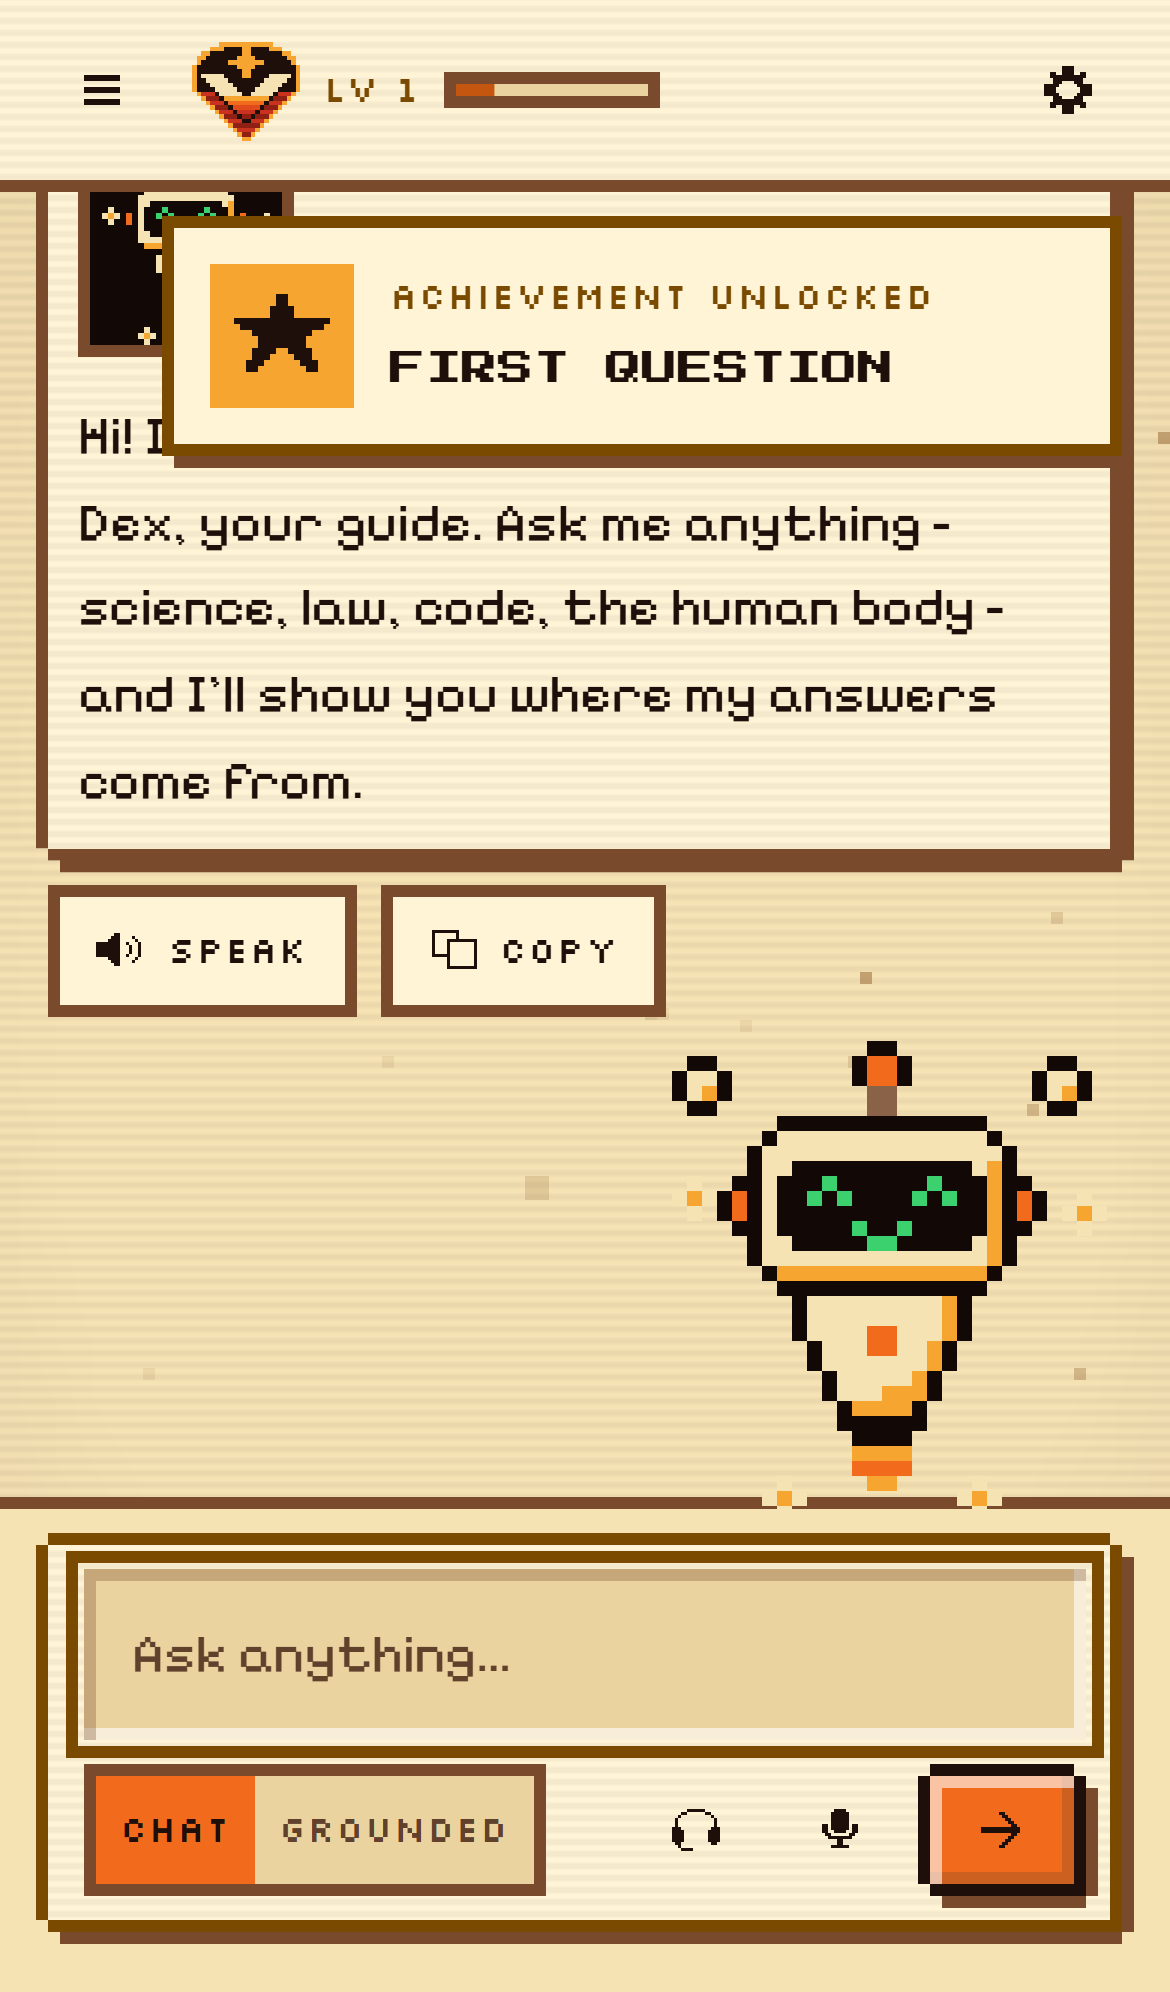 LV 1
ACHIEVEMENT UNLOCKED
FIRST QUESTION
Hi! I
Dex, your guide. Ask me anything -
science, law, code, the human body -
and I'll show you where my answers
come from.
SPEAK COPY
Ask anything...
CHAT GROUNDED